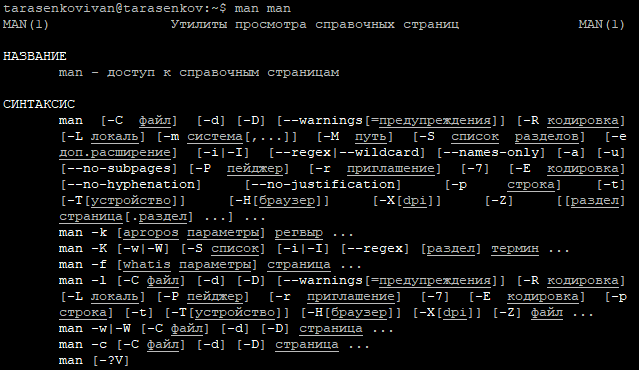 tarasenkovivan@tarasenkov:~$ man man
MAN(1) Утилиты просмотра справочных страниц MAN(1)
НАЗВАНИЕ
man - доступ к справочным страницам
СИНТАКСИС
man [-C файл] [-d] [-D] [--warnings[=предупреждения]] [-R кодировка]
[-L локаль] [-m система[,...]] [-M путь] [-S список разделов] [-e
доп.расширение] [-i|-I] [--regex|--wildcard] [--names-only] [-a] [-u]
[--no-subpages] [-P пейджер] [-r приглашение] [-7] [-E кодировка]
[--no-hyphenation] [--no-justification] [-p строка] [-t]
[-T[устройство]] [-H[браузер]] [-X[dpi]] [-Z] [[раздел]
страница[.раздел] ...] ...
man -k [apropos параметры] регвыр ...
man -K [-w|-W] [-S список] [-i|-I] [--regex] [раздел] термин ...
man -f [whatis параметры] страница ...
man -l [-C файл] [-d] [-D] [--warnings[=предупреждения]] [-R кодировка]
[-L локаль] [-P пейджер] [-r приглашение] [-7] [-E кодировка] [-p
строка] [-t] [-T[устройство]] [-H[браузер]] [-X[dpi]] [-Z] файл ...
man -w|-W [-C файл] [-d] [-D] страница ...
man -c [-C файл] [-d] [-D] страница ...
man [-?V]